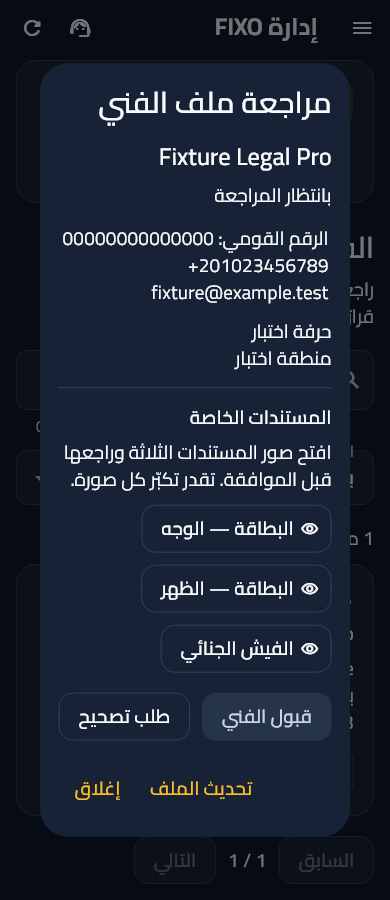 إدارة FIXO
مراجعة ملف الفني
Fixture Legal Pro
بانتظار المراجعة
الرقم القومي: 00000000000000
+201023456789
fixture@example.test
حرفة اختبار
منطقة اختبار
المستندات الخاصة
افتح صور المستندات الثلاثة وراجعها
قبل الموافقة. تقدر تكبّر كل صورة.
البطاقة — الوجه
البطاقة — الظهر
الفيش الجنائي
قبول الفني
طلب تصحيح
تحديث الملف
إغلاق
السابق
1 / 1
التالي